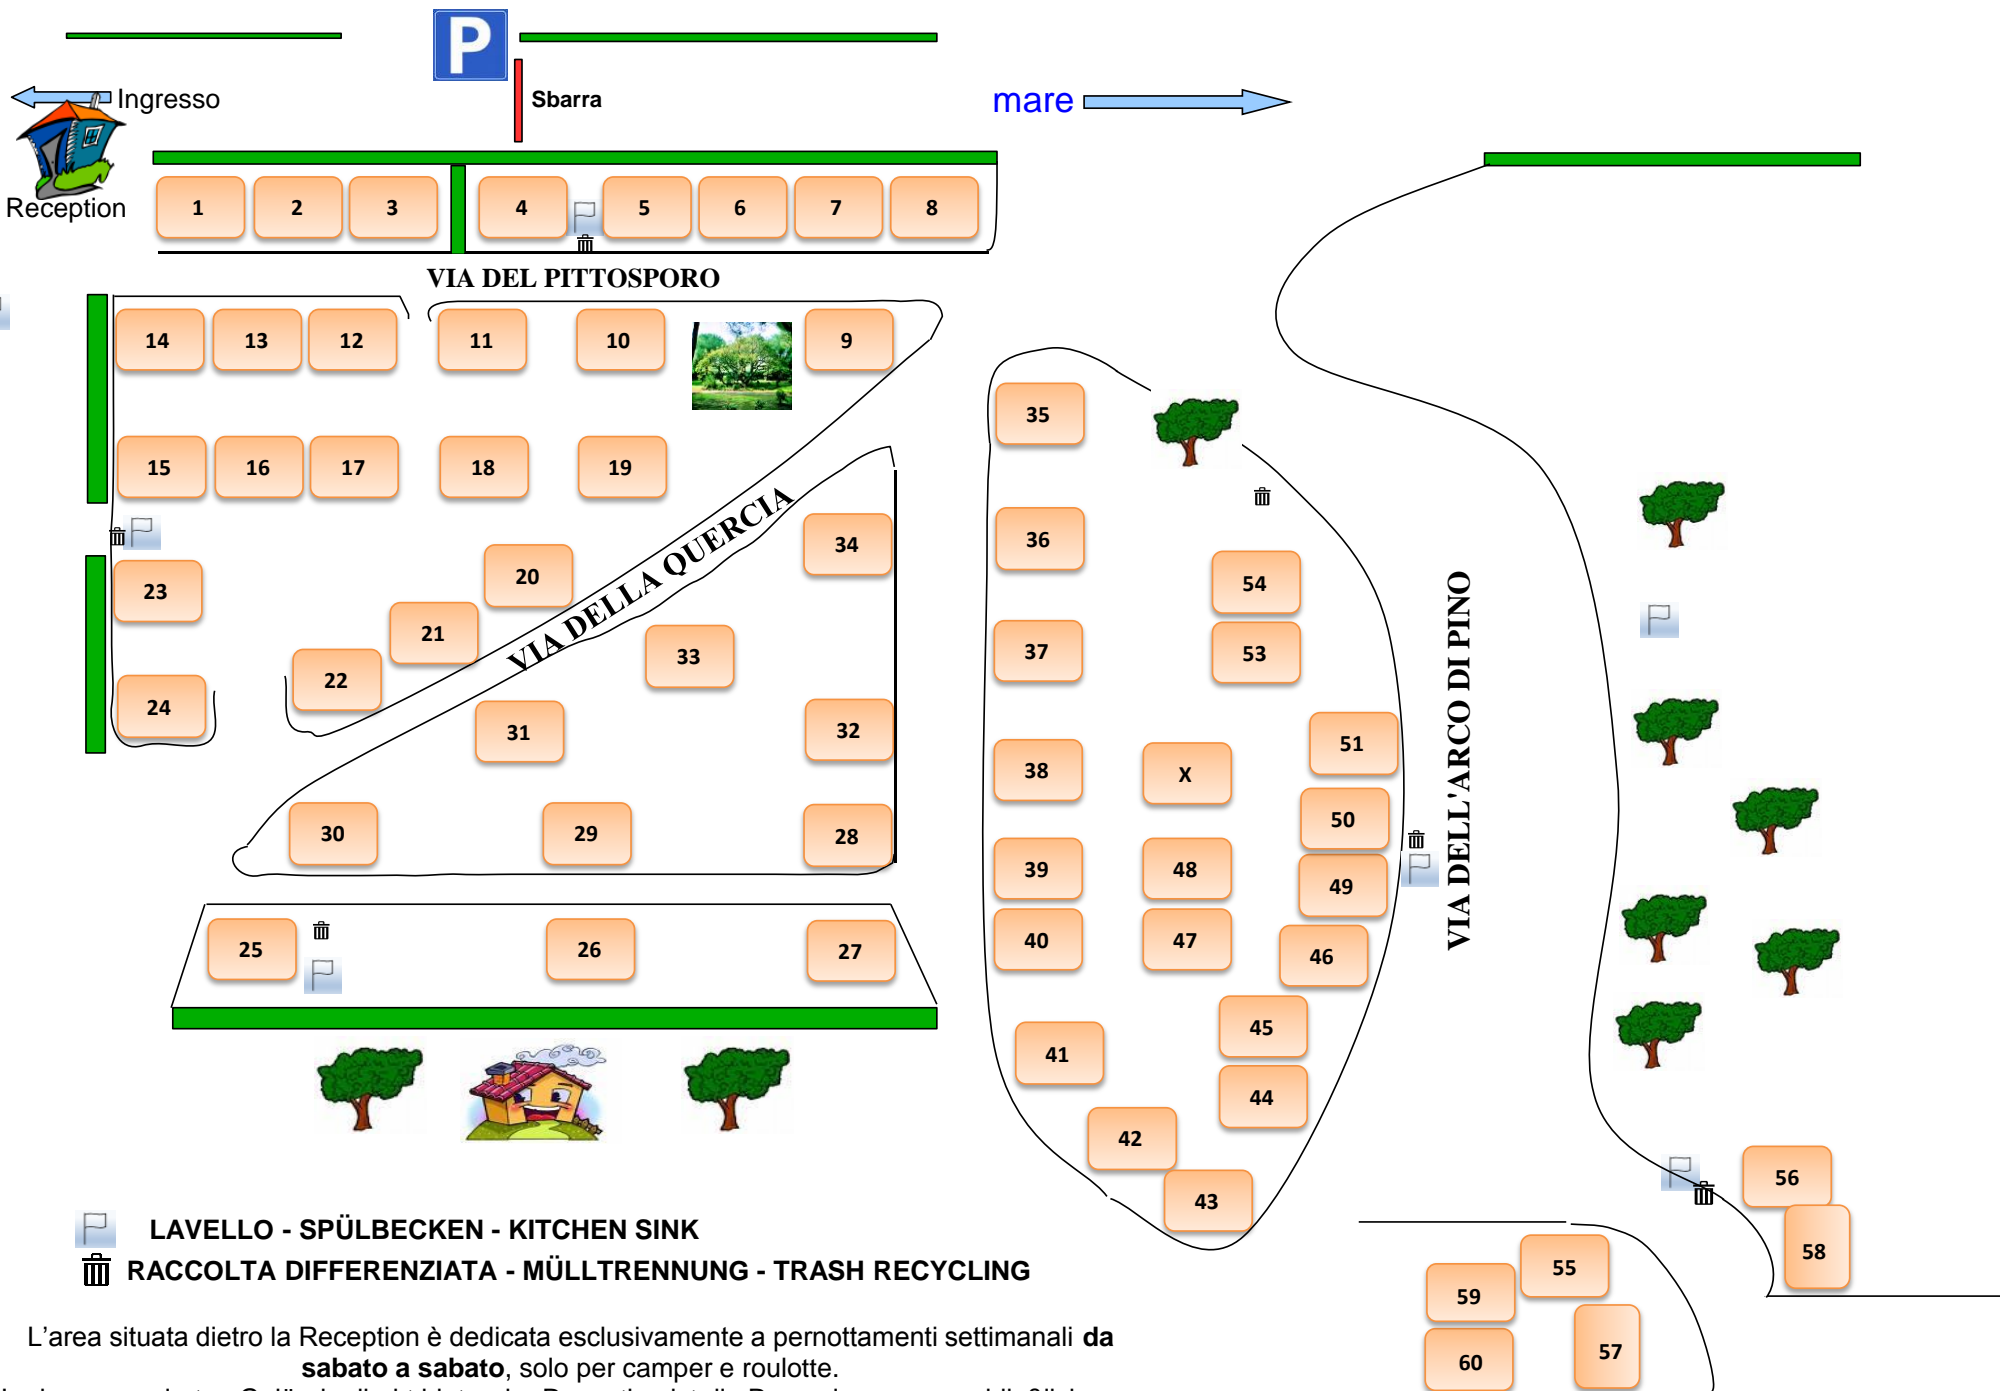 P
Ingresso
Sbarra
mare
Reception
1 2 3 4 5 6 7 8
VIA DEL PITTOSPORO
14 13 12 11 10 9
15 16 17 18 19
VIA DELLA QUERCIA
34
23
20
21
22
24
33
31
32
30 29 28
25 26 27
35
36
37
38
39
40
41
42
43
54
53
51
X
50
48
49
47
46
45
44
VIA DELL'ARCO DI PINO
56
58
55
59
57
60
LAVELLO - SPÜLBECKEN - KITCHEN SINK
RACCOLTA DIFFERENZIATA - MÜLLTRENNUNG - TRASH RECYCLING
L'area situata dietro la Reception è dedicata esclusivamente a pernottamenti settimanali da
sabato a sabato, solo per camper e roulotte.